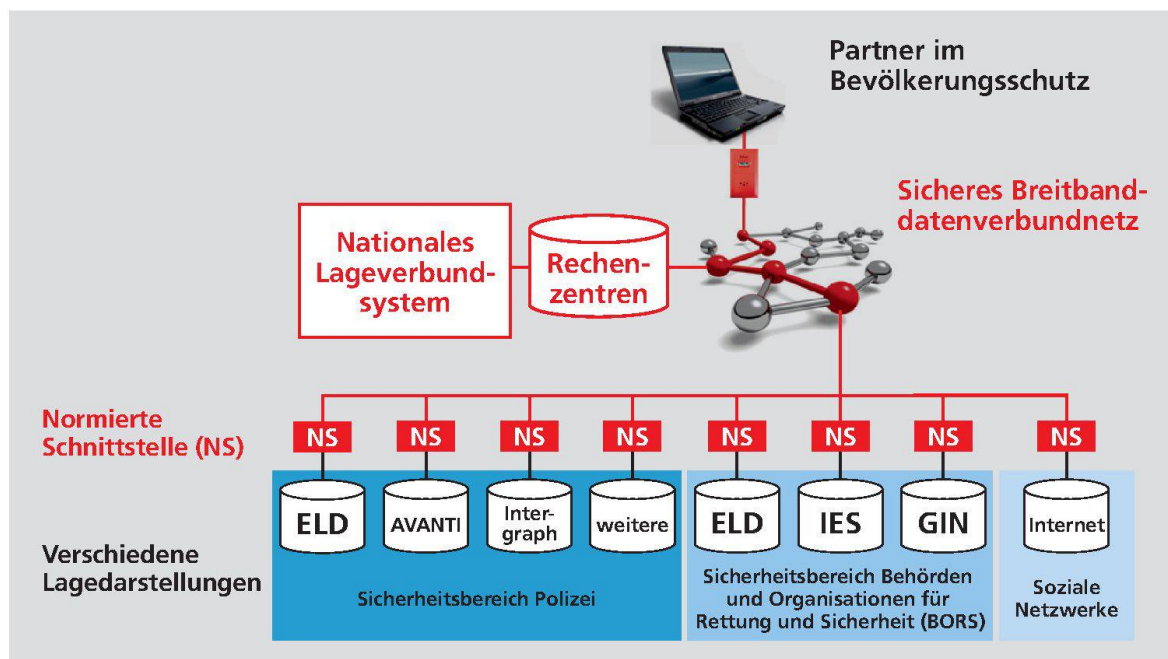 Partner im
Bevölkerungsschutz
Sicheres Breitband-
datenverbundnetz
Nationales
Lageverbund-
system
Rechen-
zentren
Normierte
Schnittstelle (NS)
NS
NS
NS
NS
NS
NS
NS
NS
Verschiedene
Lagedarstellungen
ELD
AVANTI
Inter-
graph
weitere
ELD
IES
GIN
Internet
Sicherheitsbereich Polizei
Sicherheitsbereich Behörden
und Organisationen für
Rettung und Sicherheit (BORS)
Soziale
Netzwerke